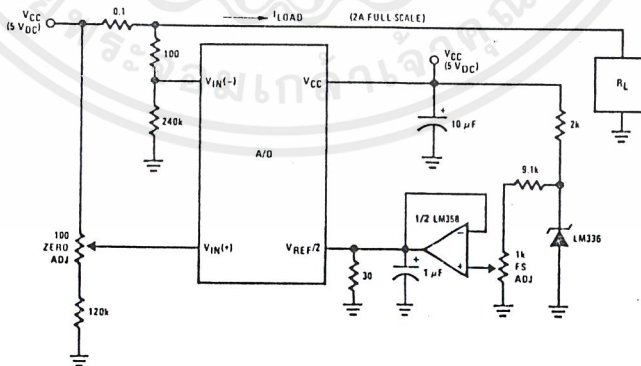 VCC
(5 VDC)
0.1
ILOAD
(2A FULL SCALE)
100
240k
VIN(-)
VCC
A/D
VIN(+)
VREF/2
VCC
(5 VDC)
10 μF
RL
2k
9.1k
1/2 LM358
LM336
1k
FS
ADJ
30
1 μF
100
ZERO
ADJ
120k